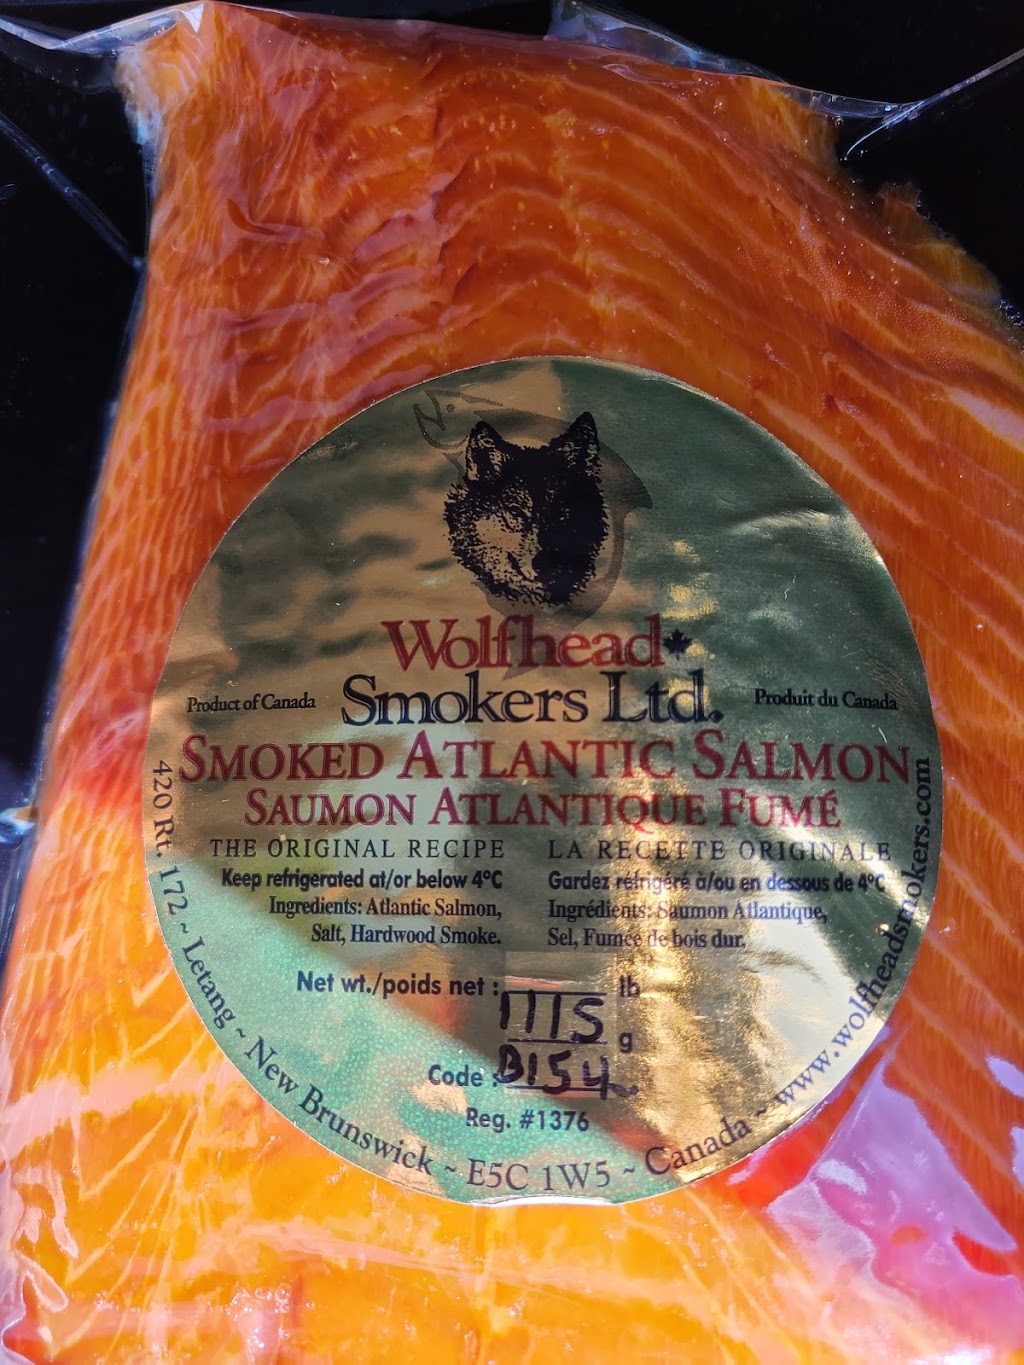 Wolfhead
Smokers Ltd.
Product of Canada
Produit du Canada
SMOKED ATLANTIC SALMON
SAUMON ATLANTIQUE FUMÉ
THE ORIGINAL RECIPE
Keep refrigerated at/or below 4°C
Ingredients: Atlantic Salmon,
Salt, Hardwood Smoke.
LA RECETTE ORIGINALE
Gardez réfrigéré à/ou en dessous de 4°C
Ingrédients: Saumon Atlantique,
Sel, Fumée de bois dur.
Net wt./poids net : lb
1115 g
Code : B154
Reg. #1376
420 Rt. 172 ~ Letang ~ New Brunswick ~ E5C 1W5 ~ Canada ~ www.wolfheadsmokers.com